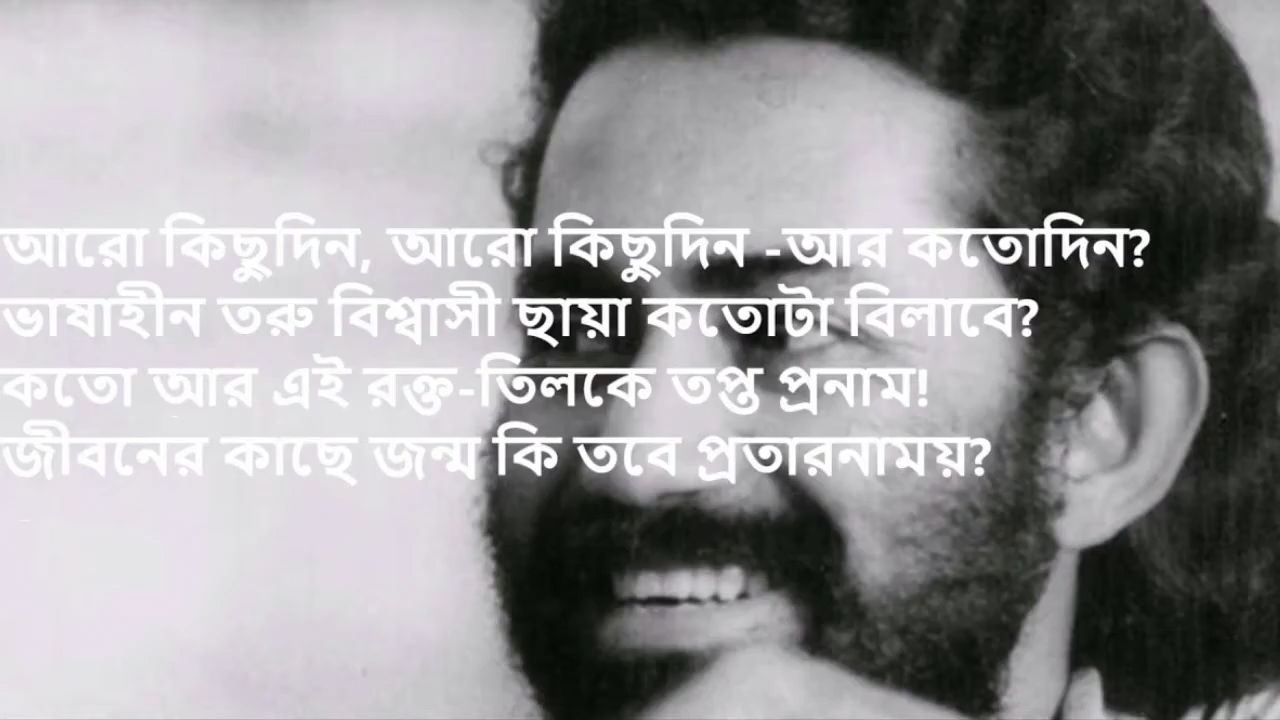 আরো কিছুদিন, আরো কিছুদিন -আর কতোদিন?
ভাষাহীন তরু বিশ্বাসী ছায়া কতোটা বিলাবে?
কতো আর এই রক্ত-তিলকে তপ্ত প্রনাম!
জীবনের কাছে জন্ম কি তবে প্রতারনাময়?